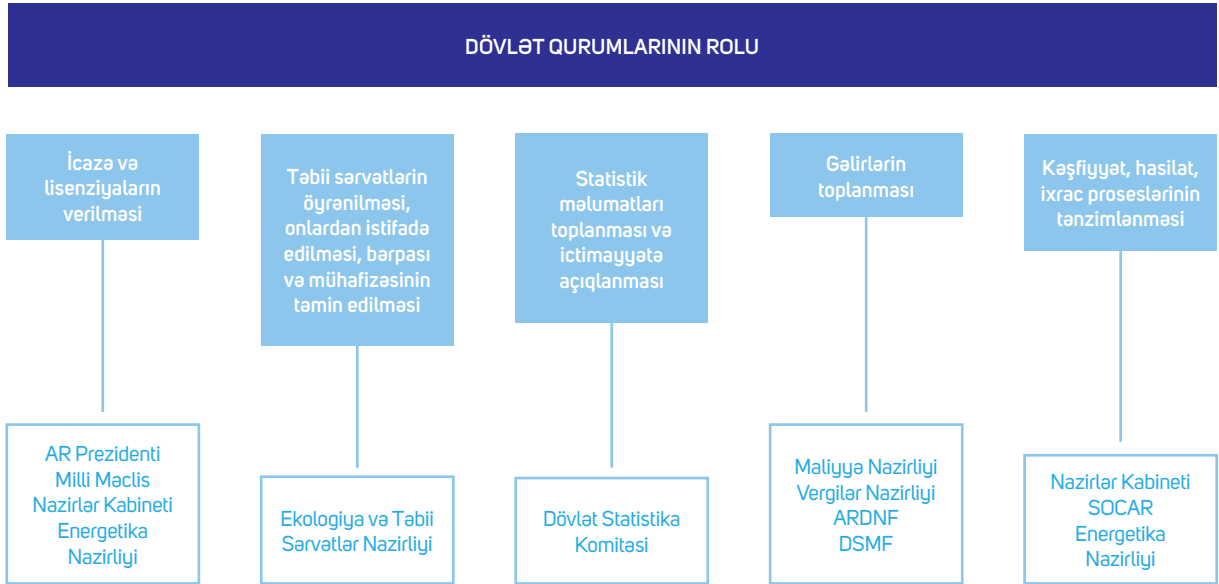 DÖVLƏT QURUMLARININ ROLU
İcazə və
lisenziyaların
verilməsi
Təbii sərvətlərin
öyrənilməsi,
onlardan istifadə
edilməsi, bərpası
və mühafizəsinin
təmin edilməsi
Statistik
məlumatları
toplanması və
ictimayyətə
açıqlanması
Gəlirlərin
toplanması
Kəşfiyyət, hasilat,
ixrac proseslərinin
tənzimlənməsi
AR Prezidenti
Milli Məclis
Nazirlər Kabineti
Energetika
Nazirliyi
Ekologiya və Təbii
Sərvətlər Nazirliyi
Dövlət Statistika
Komitəsi
Maliyyə Nazirliyi
Vergilər Nazirliyi
ARDNF
DSMF
Nazirlər Kabineti
SOCAR
Energetika
Nazirliyi